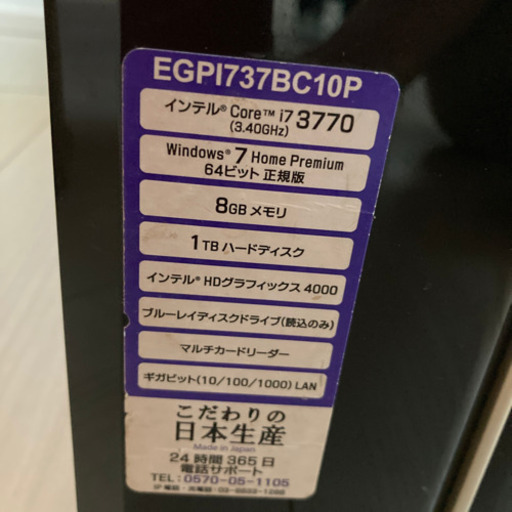 EGPI737BC10P
インテル® Core™ i7 3770
(3.40GHz)
Windows® 7 Home Premium
64ビット 正規版
8GB メモリ
1TB ハードディスク
インテル® HDグラフィックス 4000
ブルーレイディスクドライブ(読込のみ)
マルチカードリーダー
ギガビット(10/100/1000) LAN
こだわりの
日本生産
Made in Japan
24時間 365日
電話サポート
TEL: 0570-05-1105